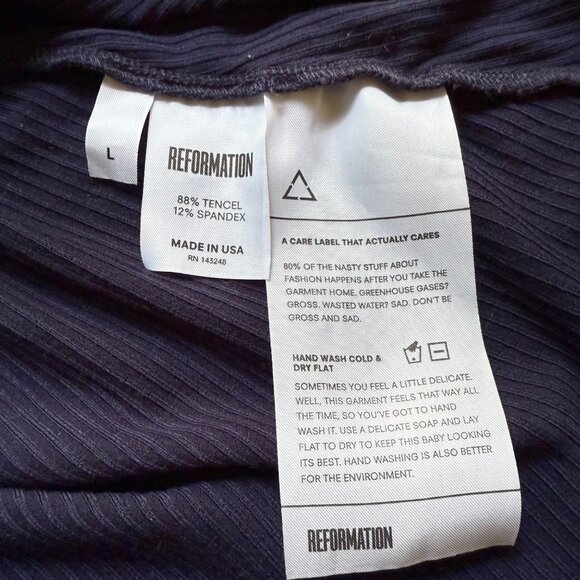 L
REFORMATION
88% TENCEL
12% SPANDEX
MADE IN USA
RN 143248
A CARE LABEL THAT ACTUALLY CARES
80% OF THE NASTY STUFF ABOUT
FASHION HAPPENS AFTER YOU TAKE THE
GARMENT HOME. GREENHOUSE GASES?
GROSS. WASTED WATER? SAD. DON'T BE
GROSS AND SAD.
HAND WASH COLD &
DRY FLAT
SOMETIMES YOU FEEL A LITTLE DELICATE.
WELL, THIS GARMENT FEELS THAT WAY ALL
THE TIME, SO YOU'VE GOT TO HAND
WASH IT. USE A DELICATE SOAP AND LAY
FLAT TO DRY TO KEEP THIS BABY LOOKING
ITS BEST. HAND WASHING IS ALSO BETTER
FOR THE ENVIRONMENT.
REFORMATION